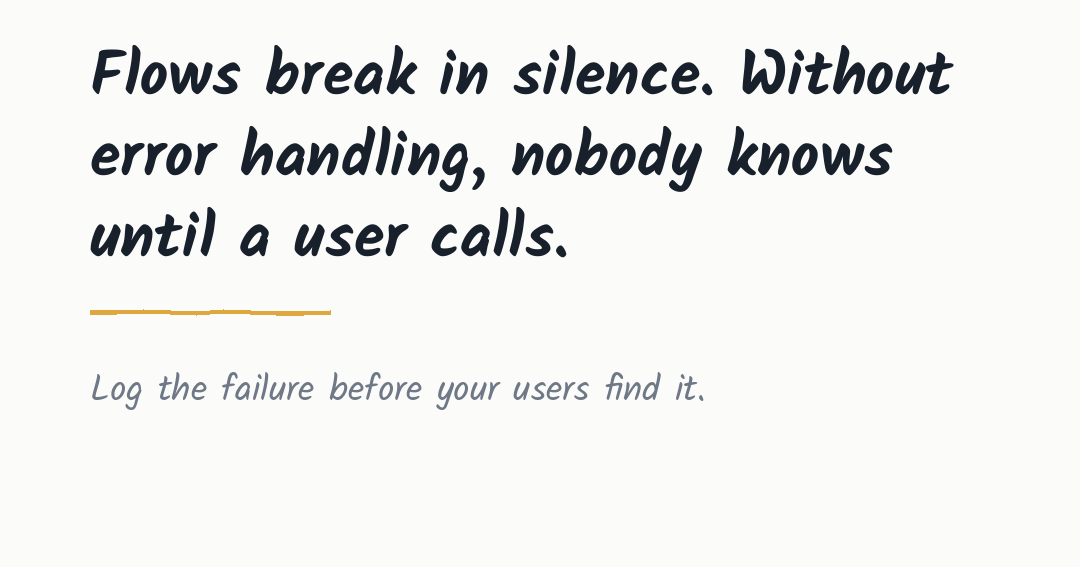 Flows break in silence. Without
error handling, nobody knows
until a user calls.
Log the failure before your users find it.